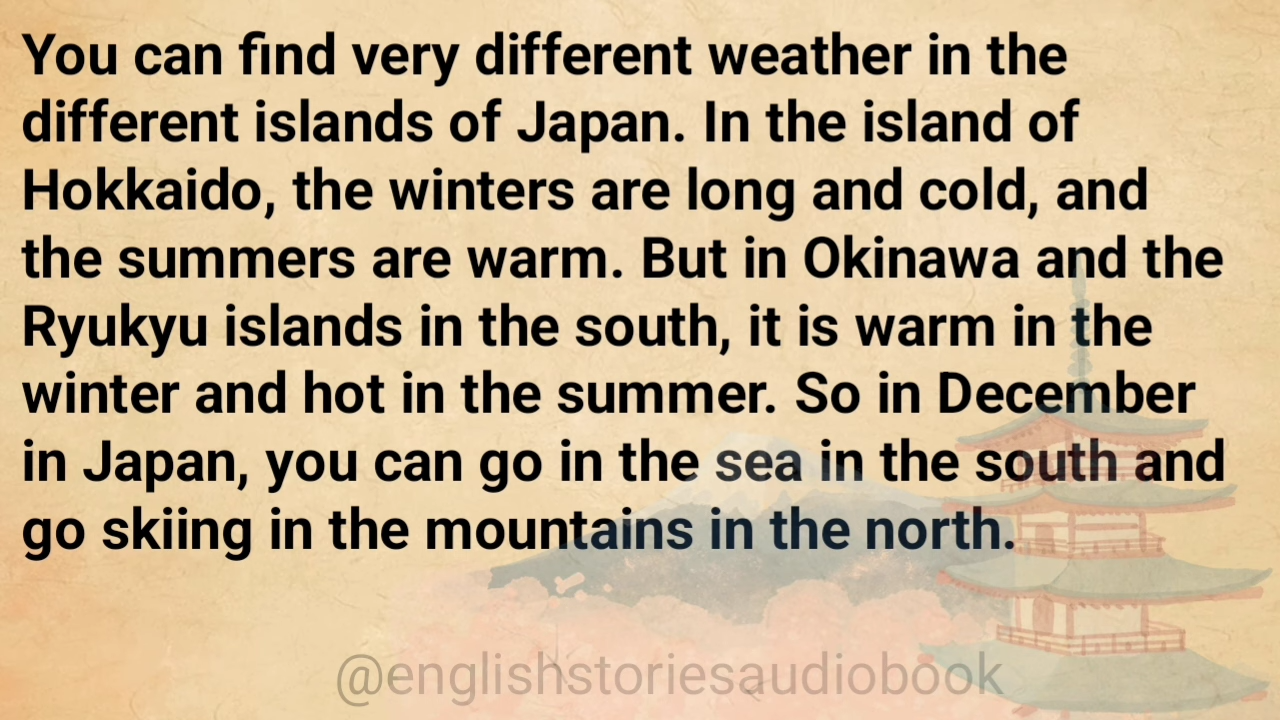 You can find very different weather in the
different islands of Japan. In the island of
Hokkaido, the winters are long and cold, and
the summers are warm. But in Okinawa and the
Ryukyu islands in the south, it is warm in the
winter and hot in the summer. So in December
in Japan, you can go in the sea in the south and
go skiing in the mountains in the north.
@englishstoriesaudiobook